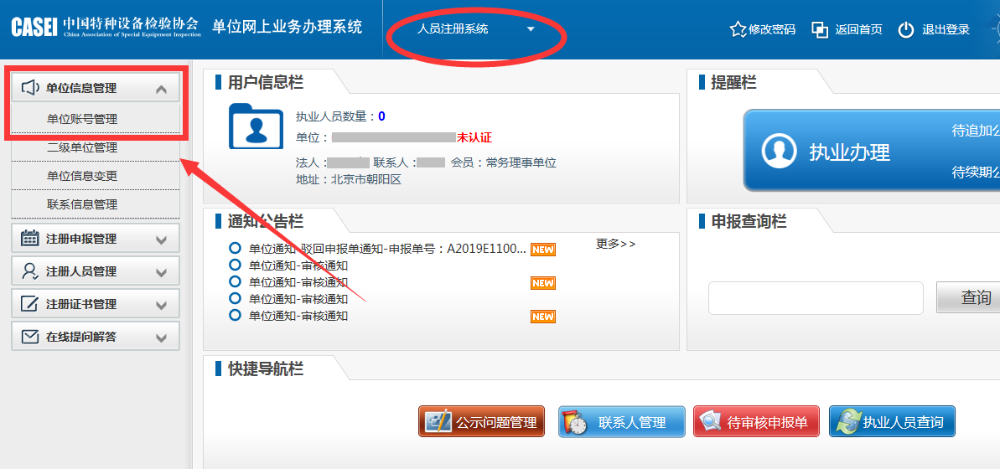 CASEI 中国特种设备检验协会 单位网上业务办理系统 人员注册系统 修改密码 返回首页 退出登录
China Association of Special Equipment Inspection
单位信息管理
单位账号管理
二级单位管理
单位信息变更
联系信息管理
注册申报管理
注册人员管理
注册证书管理
在线提问解答
用户信息栏
执业人员数量：0
单位： 未认证
法人： 联系人： 会员：常务理事单位
地址：北京市朝阳区
提醒栏
执业办理
待追加公
待续期公
通知公告栏
单位通知-驳回申报单通知-申报单号：A2019E1100... NEW 更多>>
单位通知-审核通知
单位通知-审核通知 NEW
单位通知-审核通知
单位通知-审核通知 NEW
申报查询栏
查询
快捷导航栏
公示问题管理 联系人管理 待审核申报单 执业人员查询